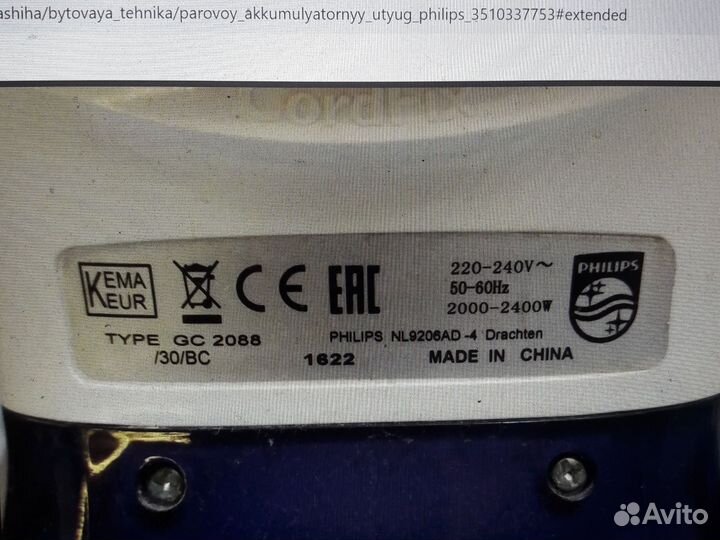 ashiha/bytovaya_tehnika/parovoy_akkumulyatornyy_utyug_philips_3510337753#extended
KEMA
KEUR
CE
EAC
220-240V~
50-60Hz
2000-2400W
PHILIPS
TYPE GC 2088
/30/BC
PHILIPS NL9206AD-4 Drachten
1622
MADE IN CHINA
Avito